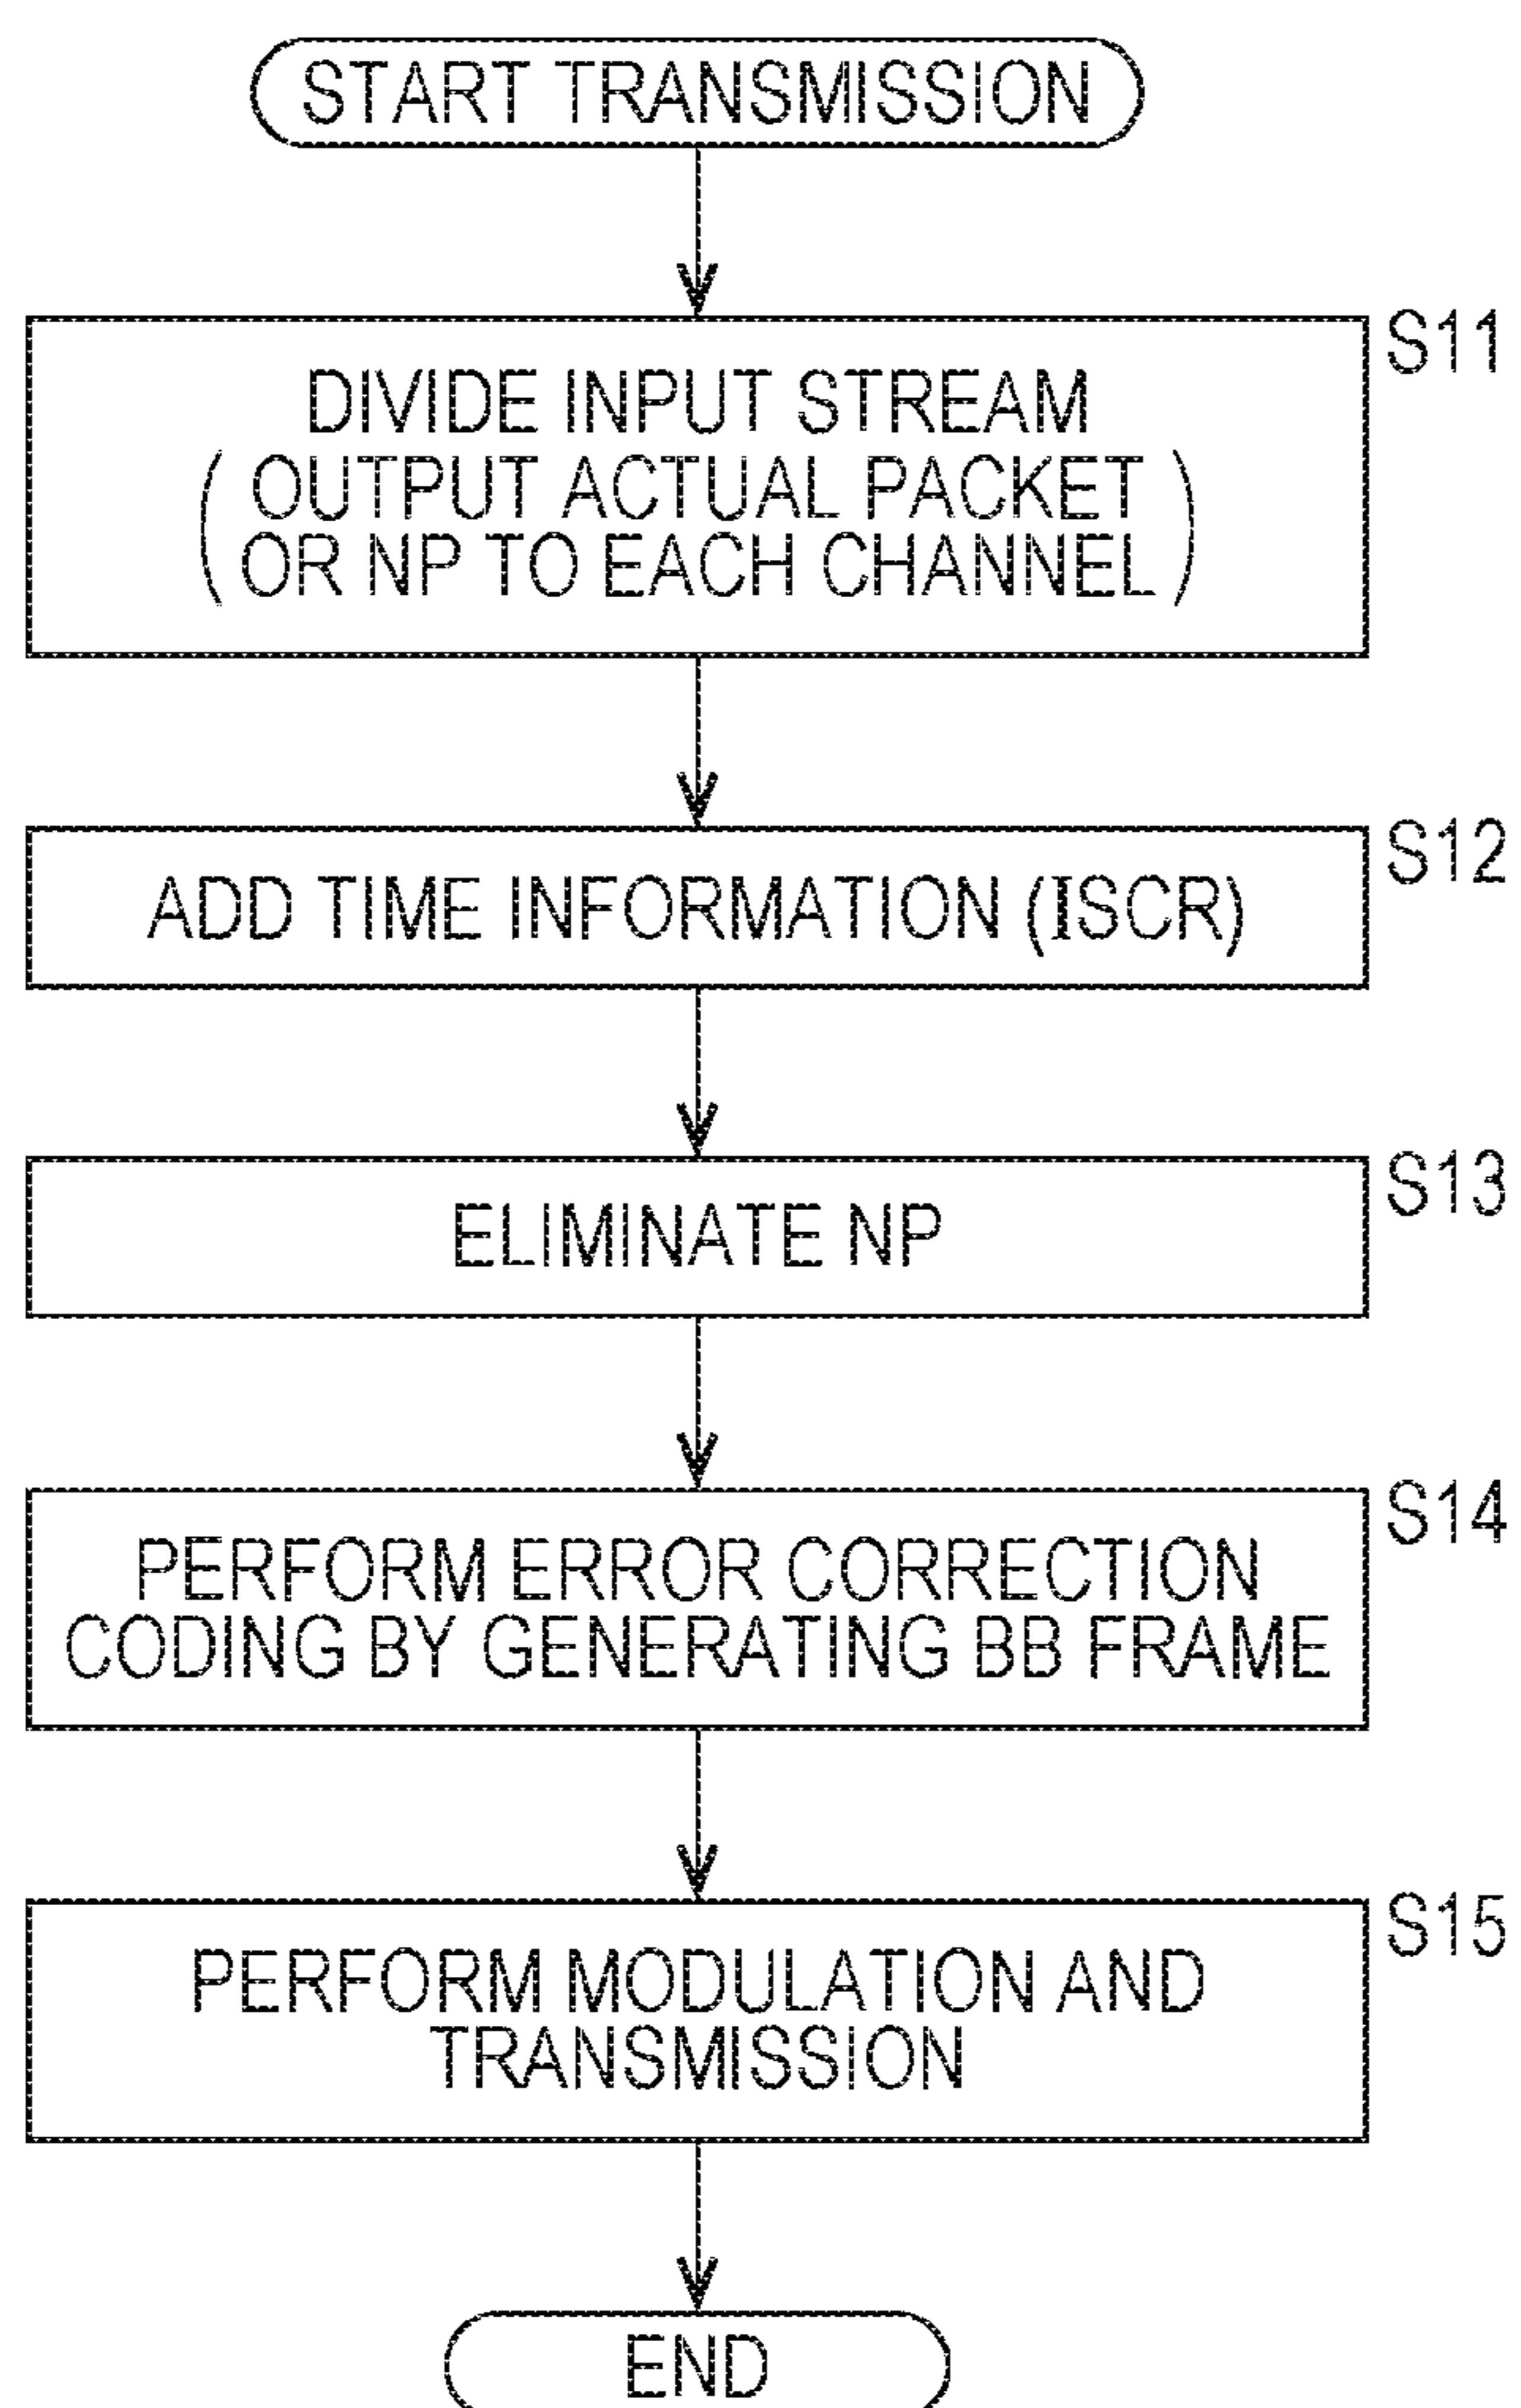 START TRANSMISSION
S11
DIVIDE INPUT STREAM
( OUTPUT ACTUAL PACKET
OR NP TO EACH CHANNEL )
S12
ADD TIME INFORMATION (ISCR)
S13
ELIMINATE NP
S14
PERFORM ERROR CORRECTION
CODING BY GENERATING BB FRAME
S15
PERFORM MODULATION AND
TRANSMISSION
END